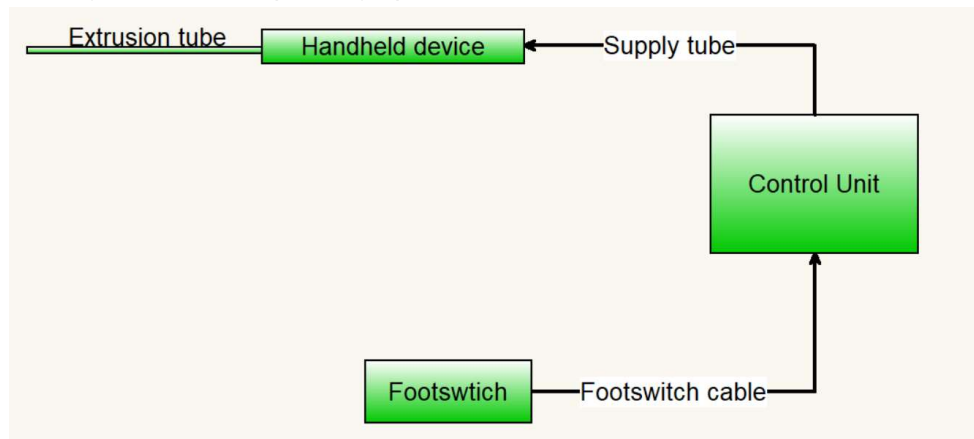 Extrusion tube
Handheld device
Supply tube
Control Unit
Footswtich
Footswitch cable